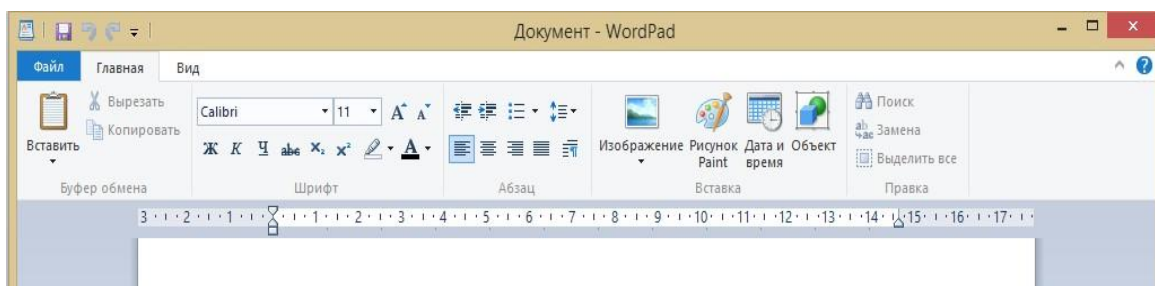 Документ - WordPad
Файл Главная Вид
Вставить
Вырезать
Копировать
Буфер обмена
Calibri 11 A A
Ж К Ч abc X₂ X² A
Шрифт
Абзац
Изображение
Рисунок Paint
Дата и время
Объект
Вставка
Поиск
Замена
Выделить все
Правка
3 2 1 1 2 3 4 5 6 7 8 9 10 11 12 13 14 15 16 17